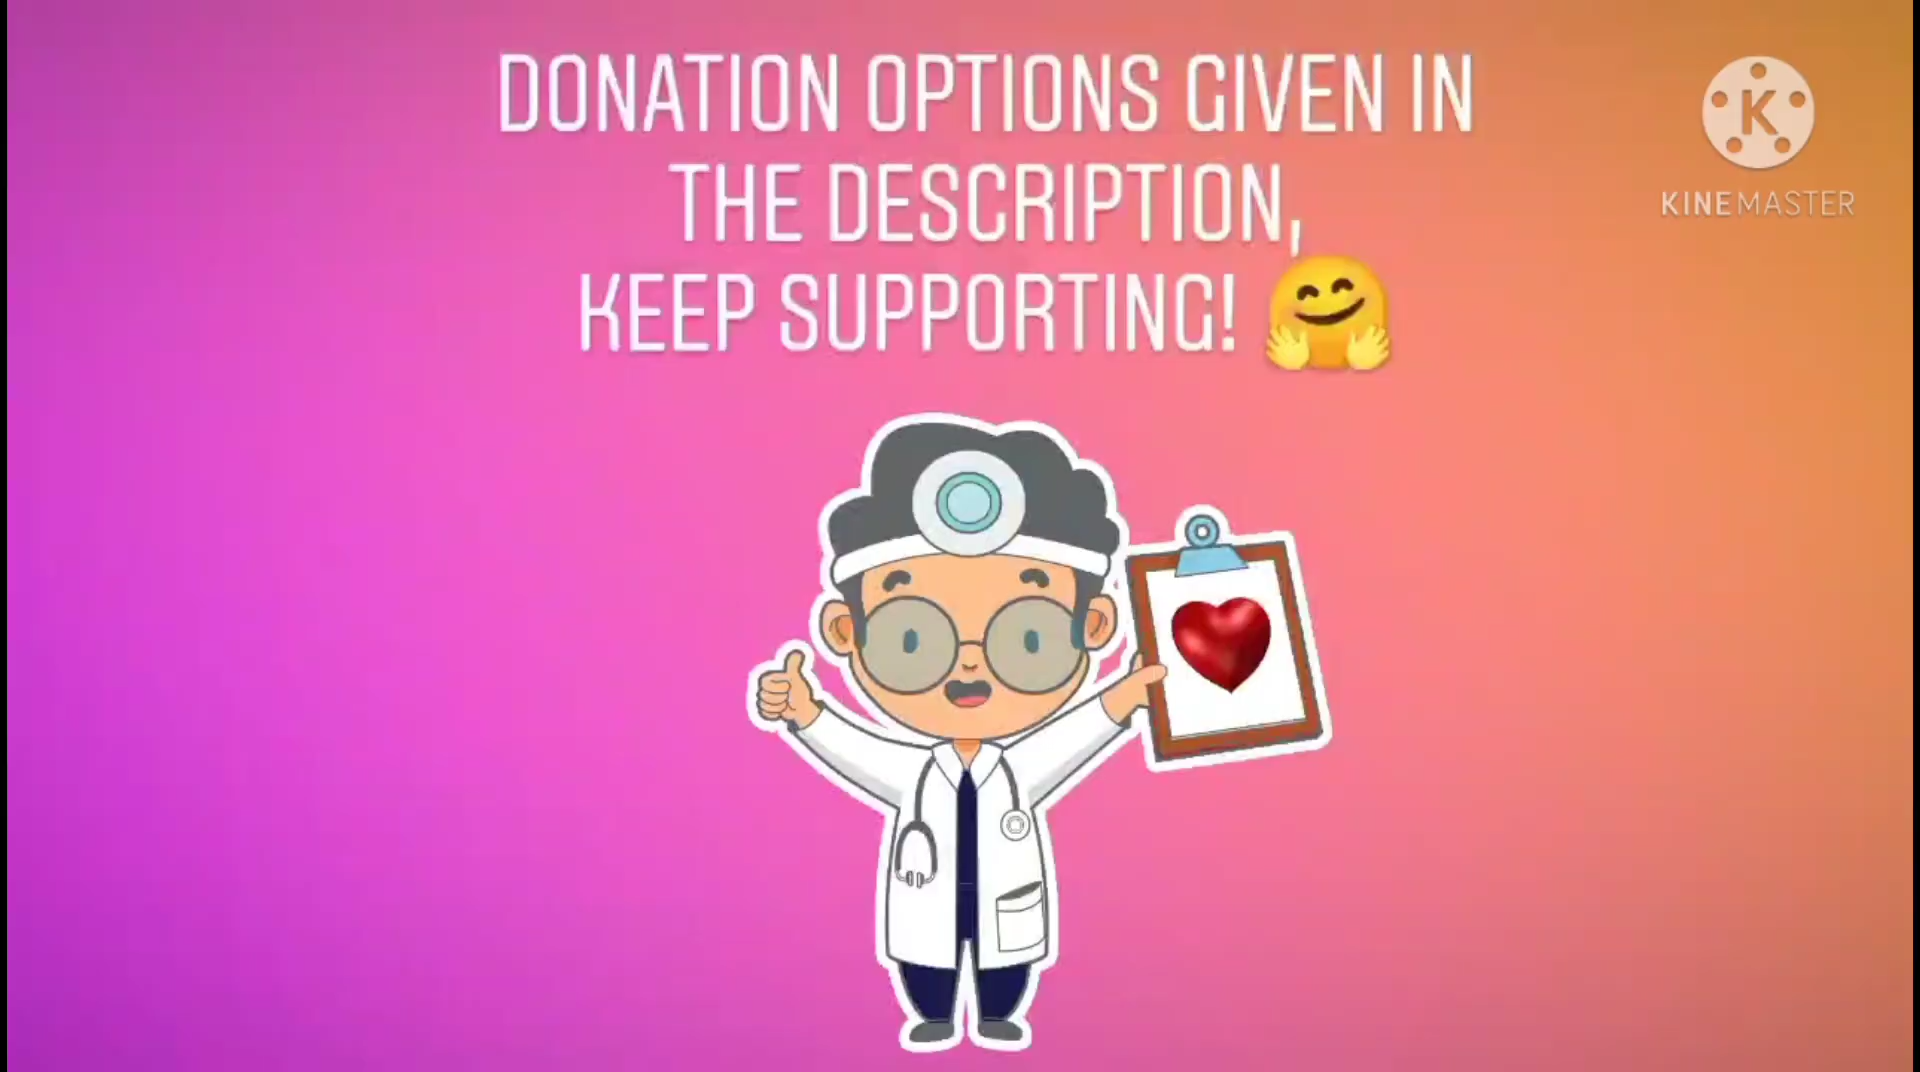 DONATION OPTIONS GIVEN IN
THE DESCRIPTION,
KEEP SUPPORTING! 🤗
K
KINEMASTER